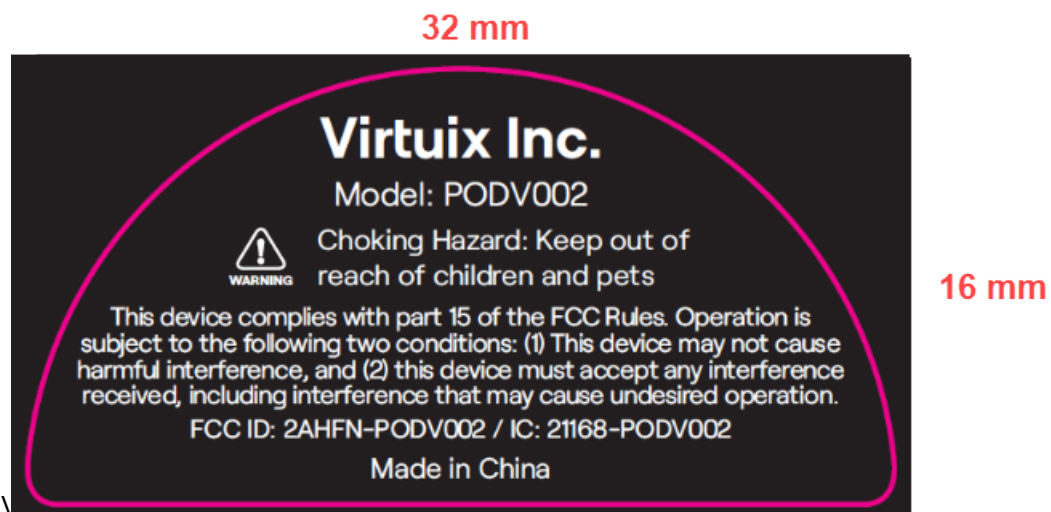 32 mm
Virtuix Inc.
Model: PODV002
WARNING
Choking Hazard: Keep out of
reach of children and pets
This device complies with part 15 of the FCC Rules. Operation is
subject to the following two conditions: (1) This device may not cause
harmful interference, and (2) this device must accept any interference
received, including interference that may cause undesired operation.
FCC ID: 2AHFN-PODV002 / IC: 21168-PODV002
Made in China
16 mm
\